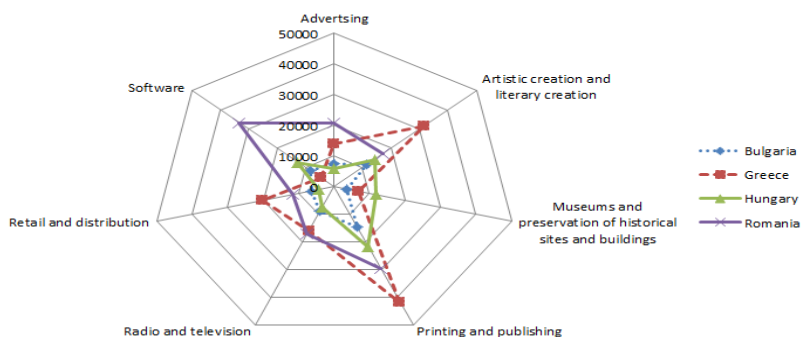 Advertsing
50000
40000
30000
20000
10000
0
Artistic creation and
literary creation
Museums and
preservation of historical
sites and buildings
Printing and publishing
Radio and television
Retail and distribution
Software
Bulgaria
Greece
Hungary
Romania